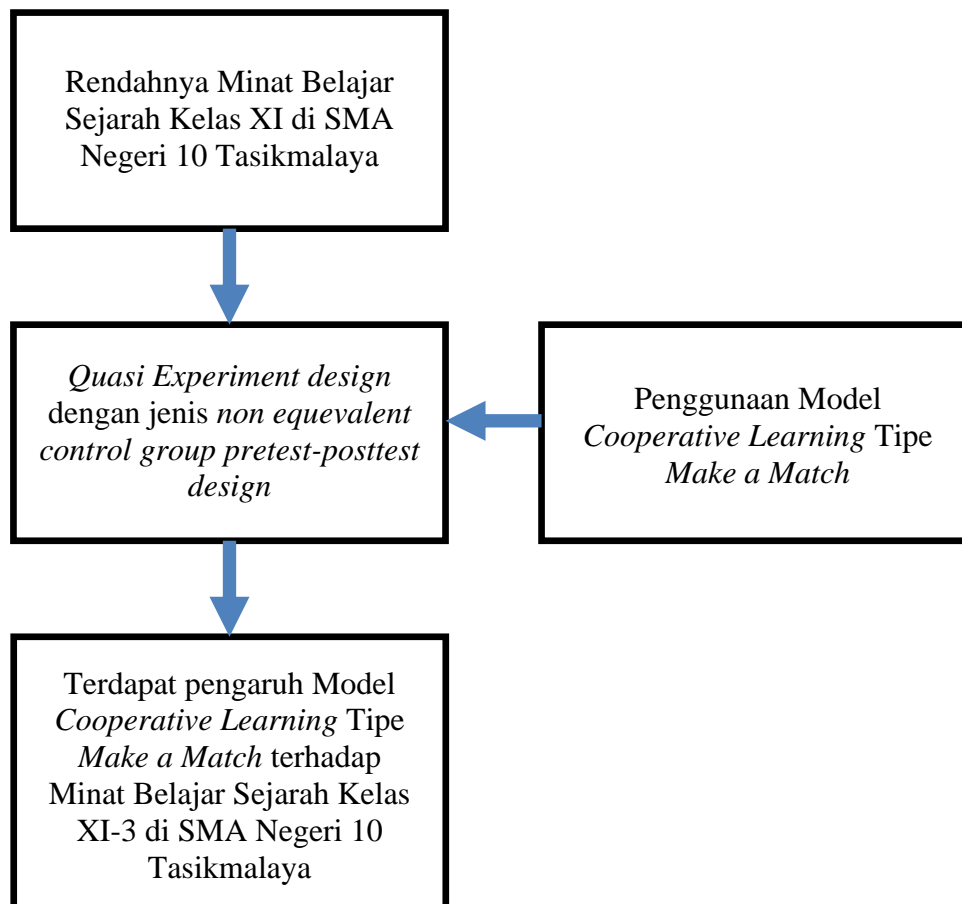 Rendahnya Minat Belajar
Sejarah Kelas XI di SMA
Negeri 10 Tasikmalaya
Quasi Experiment design
dengan jenis non equevalent
control group pretest-posttest
design
Penggunaan Model
Cooperative Learning Tipe
Make a Match
Terdapat pengaruh Model
Cooperative Learning Tipe
Make a Match terhadap
Minat Belajar Sejarah Kelas
XI-3 di SMA Negeri 10
Tasikmalaya